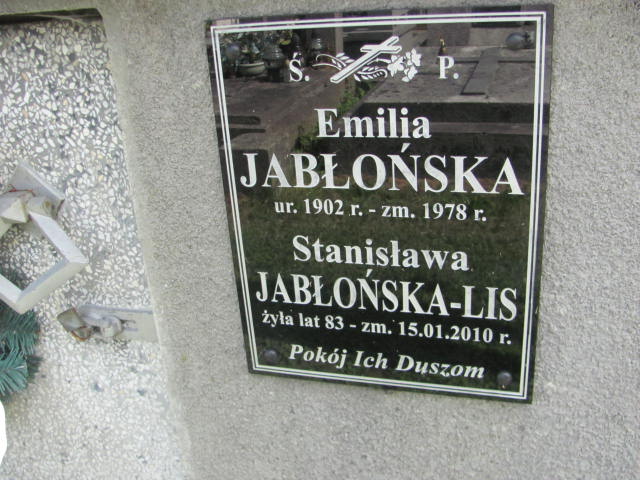 Ś. P.
Emilia
JABŁOŃSKA
ur. 1902 r. - zm. 1978 r.
Stanisława
JABŁOŃSKA-LIS
żyła lat 83 - zm. 15.01.2010 r.
Pokój Ich Duszom